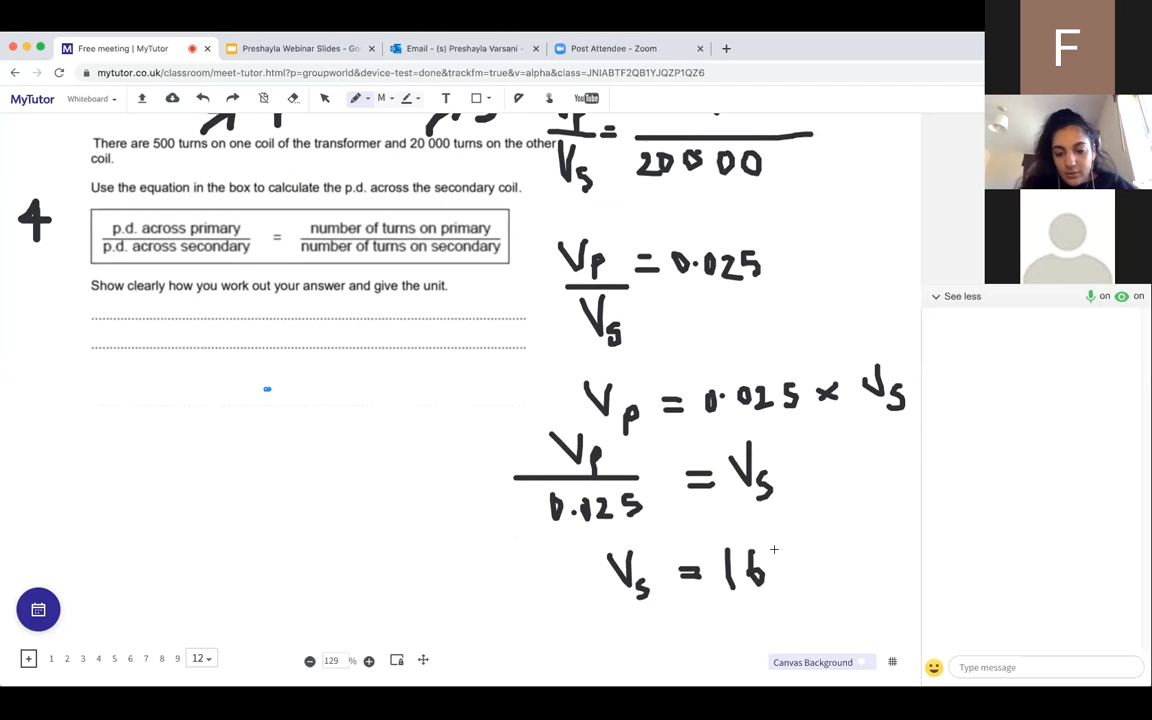 Free meeting | MyTutor
Preshayla Webinar Slides - Go
Email - (s) Preshayla Varsani -
Post Attendee - Zoom
mytutor.co.uk/classroom/meet-tutor.html?p=groupworld&device-test=done&trackfm=true&v=alpha&class=JNIABTF2QB1YJQZP1QZ6
F
MyTutor
Whiteboard
M
T
YouTube
There are 500 turns on one coil of the transformer and 20 000 turns on the other
coil.
Use the equation in the box to calculate the p.d. across the secondary coil.
4
p.d. across primary
p.d. across secondary
=
number of turns on primary
number of turns on secondary
Show clearly how you work out your answer and give the unit.
Vp
Vs
=
20000
Vp
Vs
= 0.025
Vp = 0.025 × Vs
Vp
0.025
= Vs
Vs = 16
See less
on
on
1 2 3 4 5 6 7 8 9 12
129 %
Canvas Background
Type message